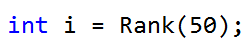 int i = Rank(50);